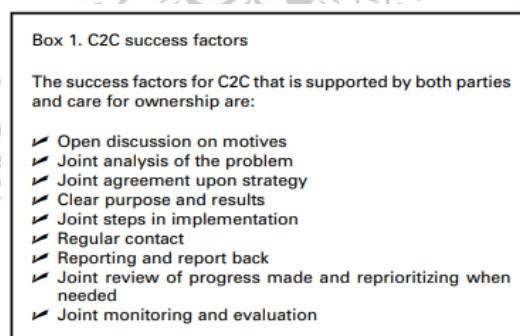 Box 1. C2C success factors
The success factors for C2C that is supported by both parties
and care for ownership are:
Open discussion on motives
Joint analysis of the problem
Joint agreement upon strategy
Clear purpose and results
Joint steps in implementation
Regular contact
Reporting and report back
Joint review of progress made and reprioritizing when
needed
Joint monitoring and evaluation